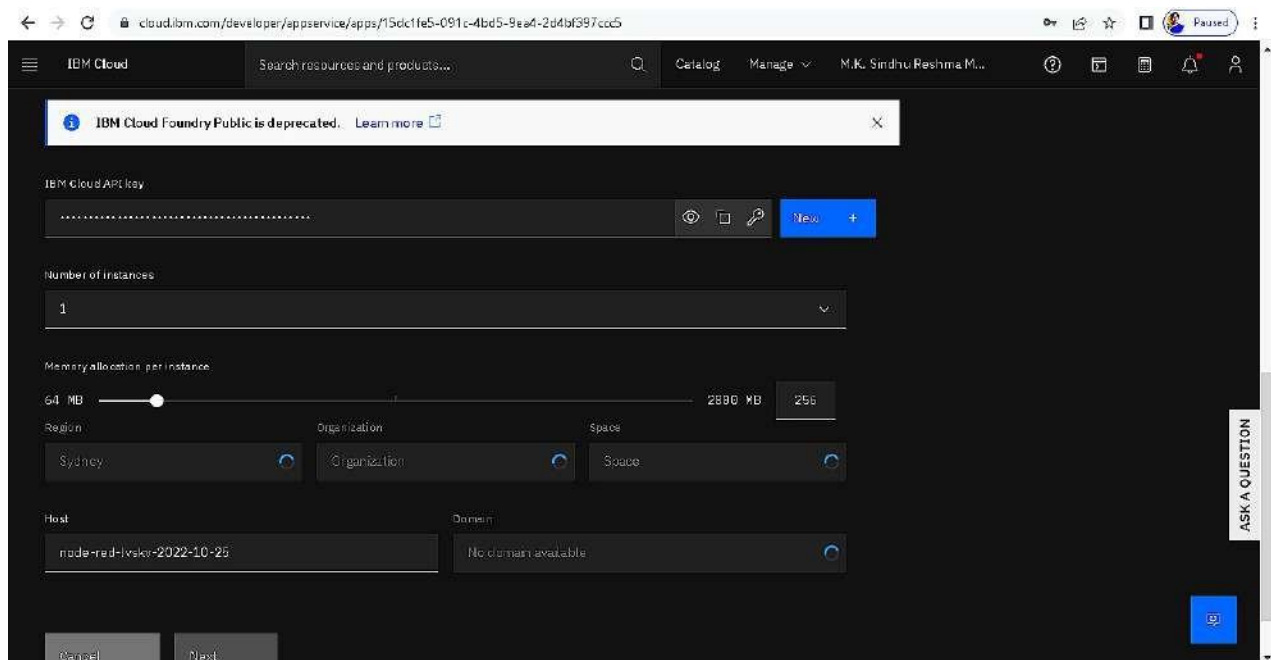 cloud.ibm.com/developer/appservice/apps/15dc1fe5-091c-4bd5-9ea4-2d4bf397ccc5 Paused
IBM Cloud Search resources and products... Catalog Manage M.K. Sindhu Reshma M...
IBM Cloud Foundry Public is deprecated. Learn more
IBM Cloud API key
New +
Number of instances
1
Memory allocation per instance
64 MB 2000 MB 256
Region Organization Space
Sydney Organization Space
Host Domain
node-red-lvskv-2022-10-25 No domain available
Cancel Next
ASK A QUESTION